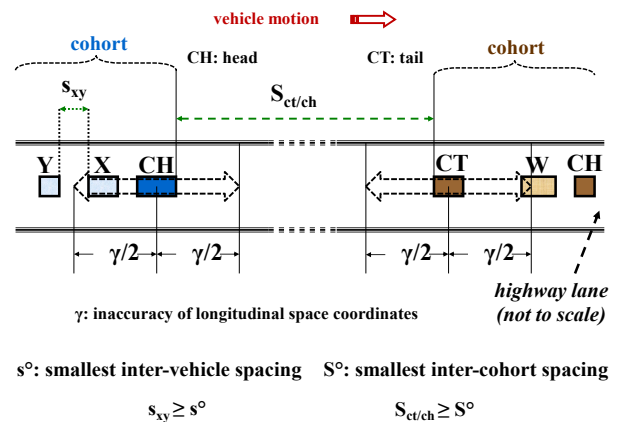 vehicle motion
cohort
CH: head
CT: tail
cohort
s_xy
S_ct/ch
Y
X
CH
CT
W
CH
γ/2
γ/2
γ/2
γ/2
highway lane
(not to scale)
γ: inaccuracy of longitudinal space coordinates
s°: smallest inter-vehicle spacing
S°: smallest inter-cohort spacing
s_xy ≥ s°
S_ct/ch ≥ S°